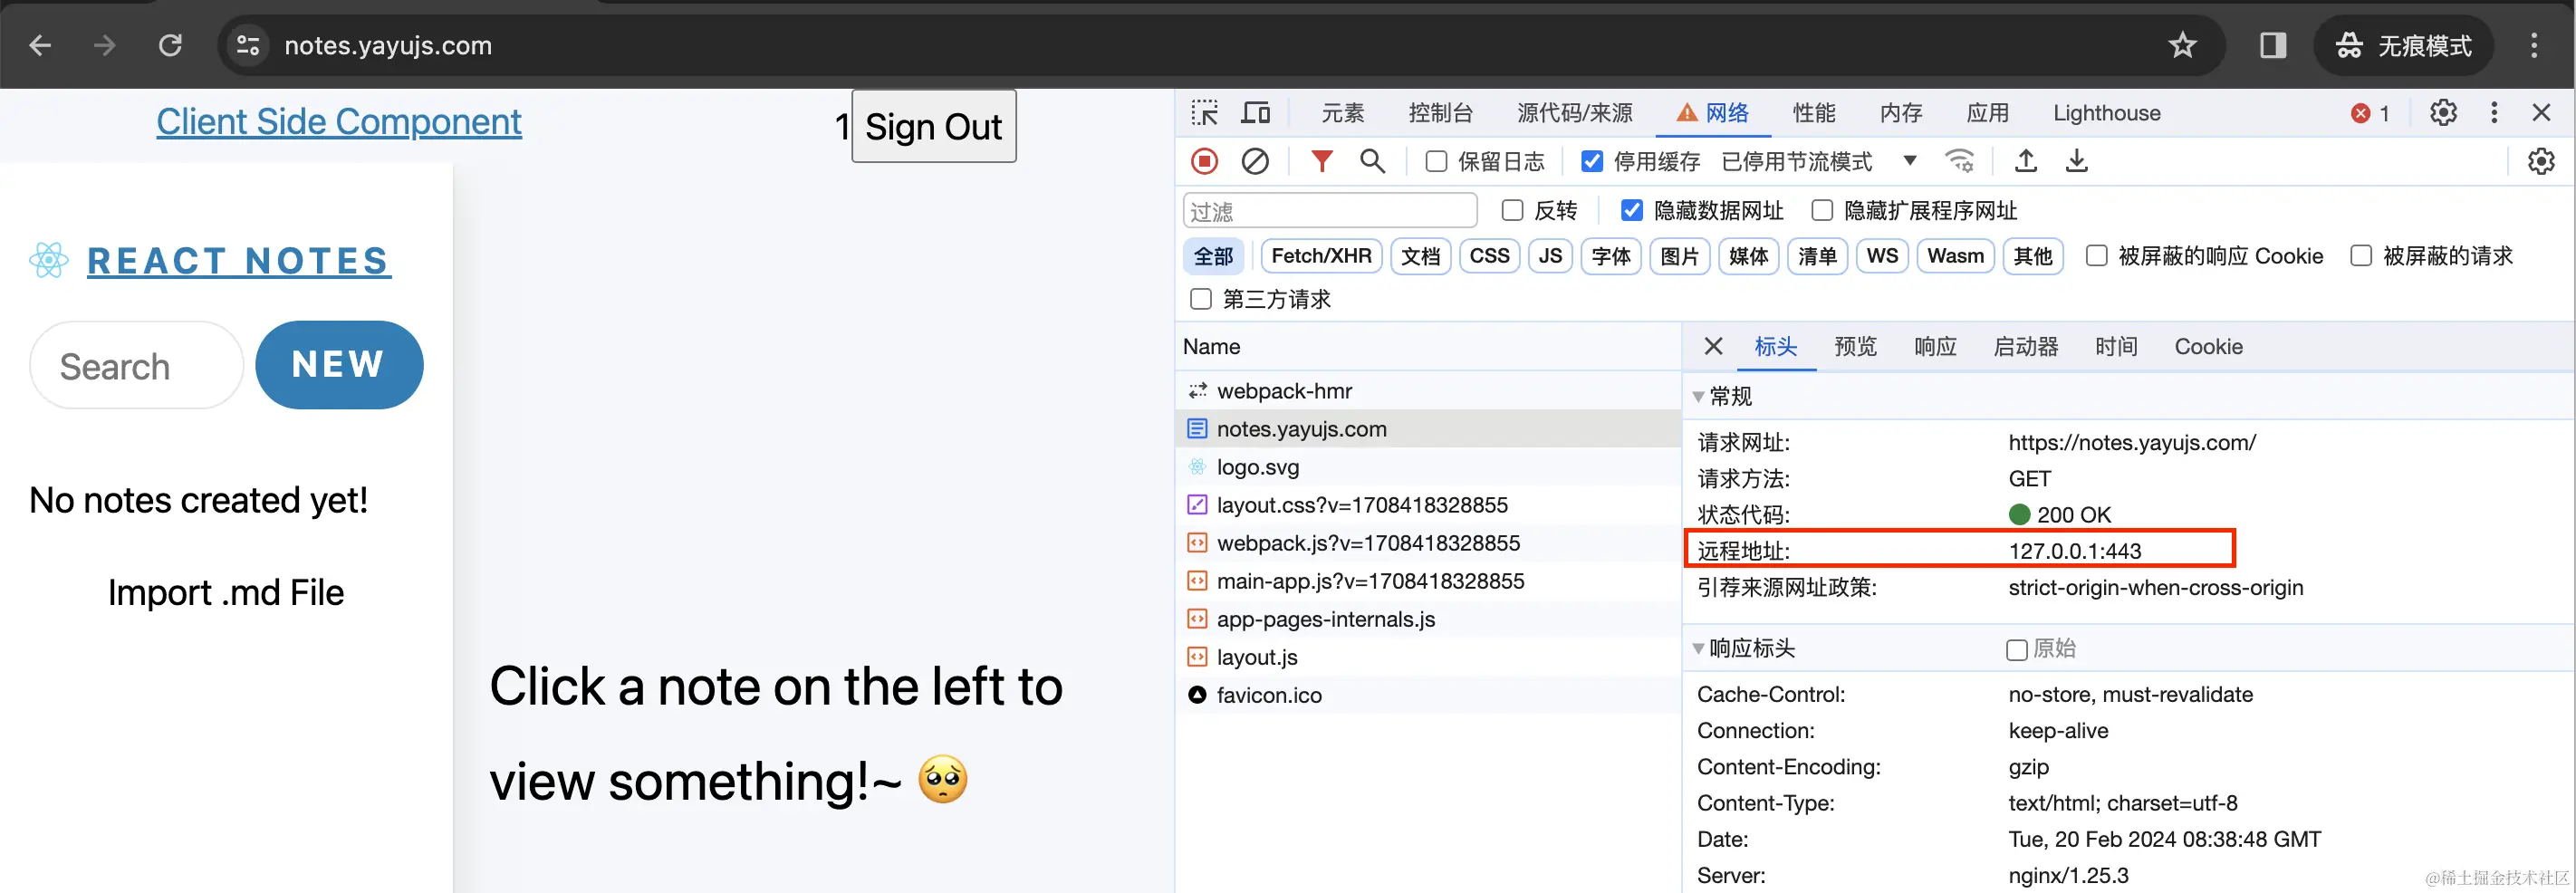 notes.yayujs.com
无痕模式
Client Side Component
1 Sign Out
REACT NOTES
Search
NEW
No notes created yet!
Import .md File
Click a note on the left to
view something!~ 🥺
元素 控制台 源代码/来源 网络 性能 内存 应用 Lighthouse 1
保留日志 停用缓存 已停用节流模式
过滤 反转 隐藏数据网址 隐藏扩展程序网址
全部 Fetch/XHR 文档 CSS JS 字体 图片 媒体 清单 WS Wasm 其他 被屏蔽的响应 Cookie 被屏蔽的请求
第三方请求
Name
webpack-hmr
notes.yayujs.com
logo.svg
layout.css?v=1708418328855
webpack.js?v=1708418328855
main-app.js?v=1708418328855
app-pages-internals.js
layout.js
favicon.ico
标头 预览 响应 启动器 时间 Cookie
常规
请求网址: https://notes.yayujs.com/
请求方法: GET
状态代码: 200 OK
远程地址: 127.0.0.1:443
引荐来源网址政策: strict-origin-when-cross-origin
响应标头 原始
Cache-Control: no-store, must-revalidate
Connection: keep-alive
Content-Encoding: gzip
Content-Type: text/html; charset=utf-8
Date: Tue, 20 Feb 2024 08:38:48 GMT
Server: nginx/1.25.3
@稀土掘金技术社区